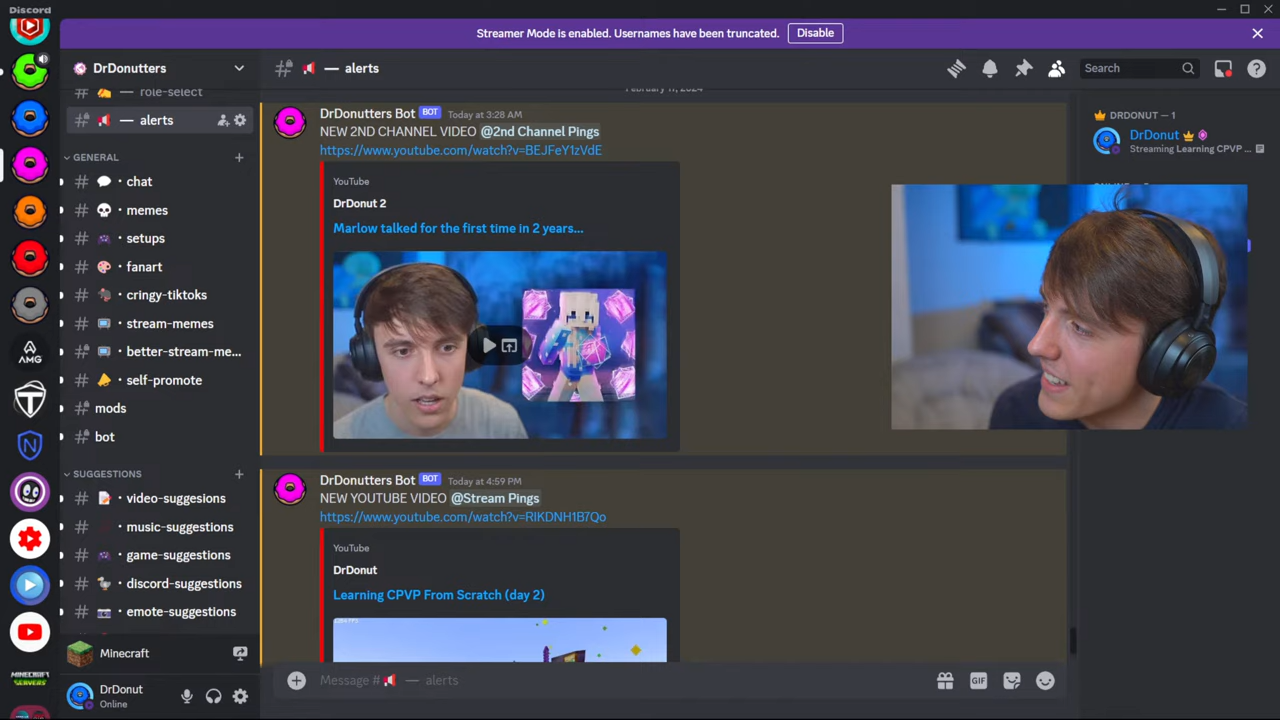 Discord
Streamer Mode is enabled. Usernames have been truncated.
Disable
DrDonutters
— role-select
— alerts
GENERAL
chat
memes
setups
fanart
cringy-tiktoks
stream-memes
better-stream-me...
self-promote
mods
bot
SUGGESTIONS
video-suggesions
music-suggestions
game-suggestions
discord-suggestions
emote-suggestions
Minecraft
DrDonut
Online
AMG
MINECRAFT
SERVERS
— alerts
Search
DrDonutters Bot BOT Today at 3:28 AM
NEW 2ND CHANNEL VIDEO @2nd Channel Pings
https://www.youtube.com/watch?v=BEJFeY1zVdE
YouTube
DrDonut 2
Marlow talked for the first time in 2 years...
DrDonutters Bot BOT Today at 4:59 PM
NEW YOUTUBE VIDEO @Stream Pings
https://www.youtube.com/watch?v=RlKDNH1B7Qo
YouTube
DrDonut
Learning CPVP From Scratch (day 2)
Message # — alerts
GIF
DRDONUT — 1
DrDonut
Streaming Learning CPVP ...